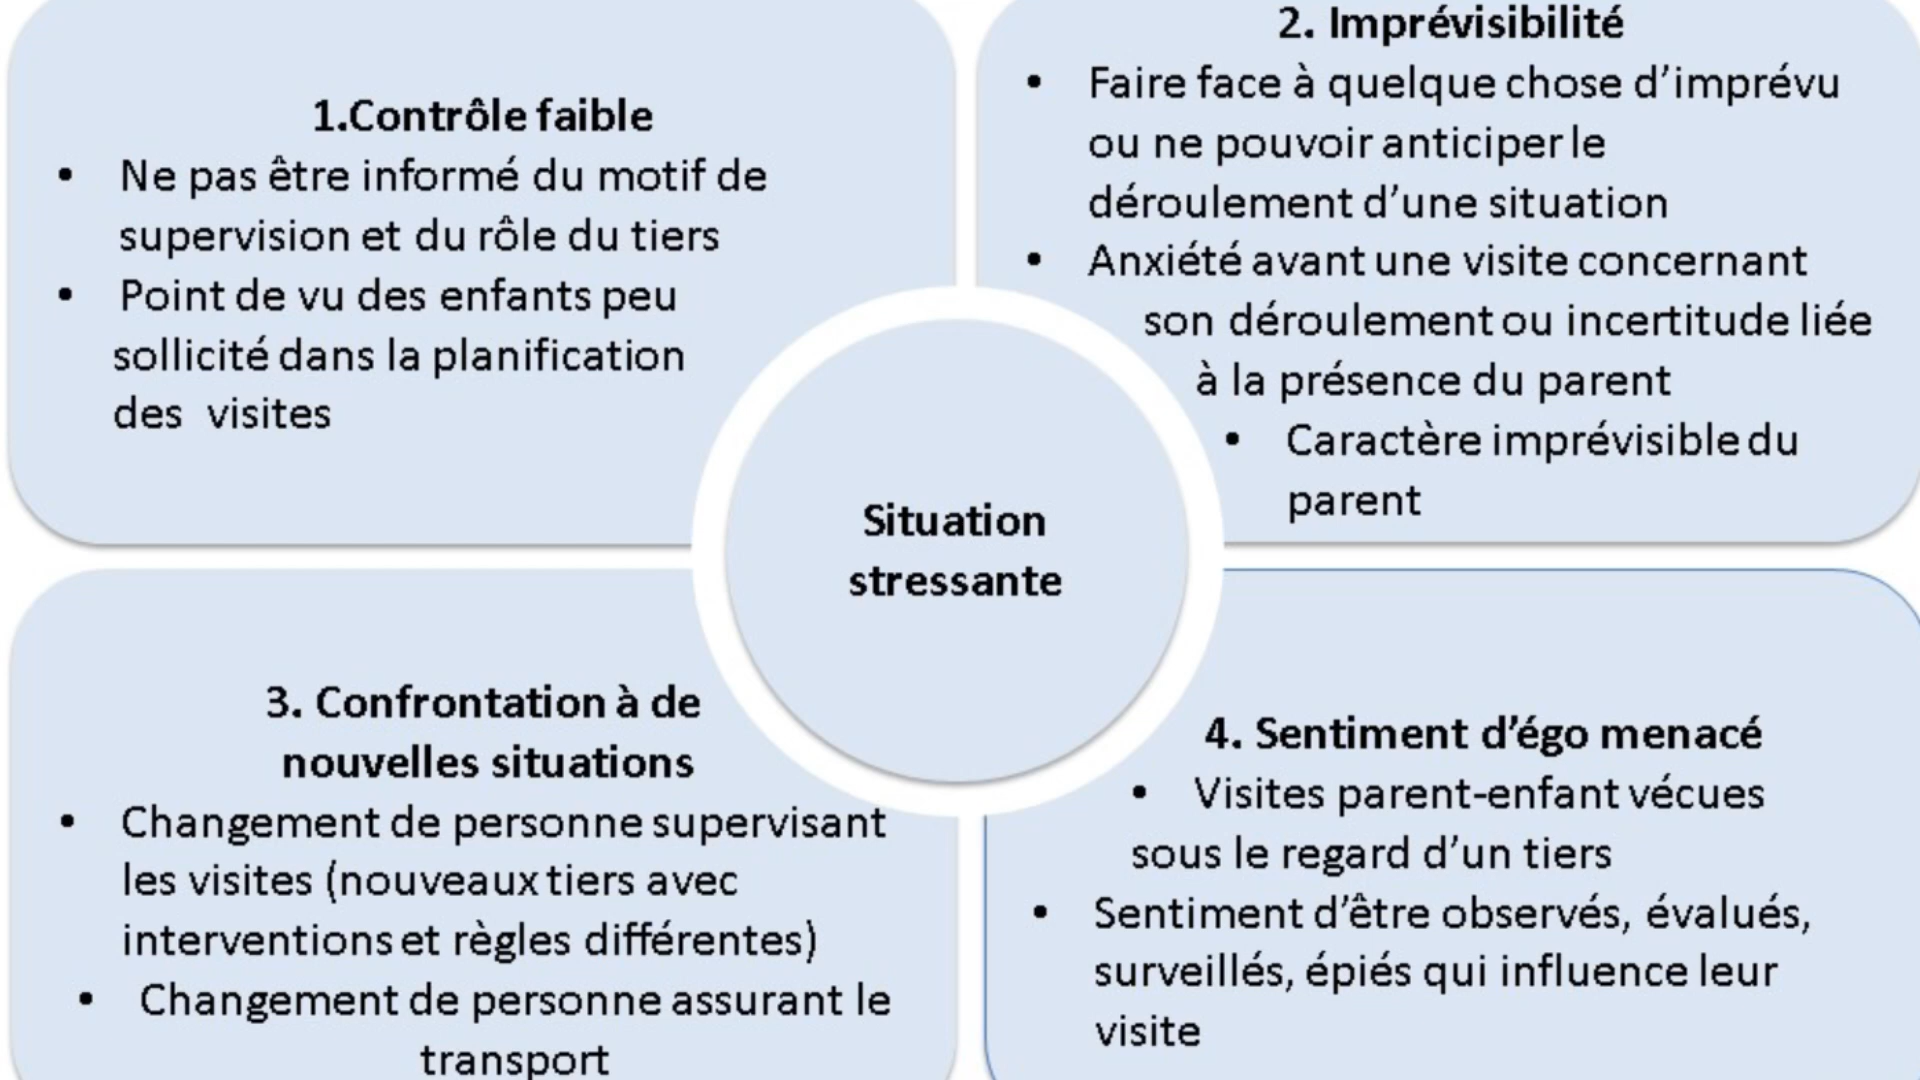 1.Contrôle faible
• Ne pas être informé du motif de
supervision et du rôle du tiers
• Point de vu des enfants peu
sollicité dans la planification
des visites
2. Imprévisibilité
• Faire face à quelque chose d’imprévu
ou ne pouvoir anticiper le
déroulement d’une situation
• Anxiété avant une visite concernant
son déroulement ou incertitude liée
à la présence du parent
• Caractère imprévisible du
parent
Situation
stressante
3. Confrontation à de
nouvelles situations
• Changement de personne supervisant
les visites (nouveaux tiers avec
interventions et règles différentes)
• Changement de personne assurant le
transport
4. Sentiment d’égo menacé
• Visites parent-enfant vécues
sous le regard d’un tiers
• Sentiment d’être observés, évalués,
surveillés, épiés qui influence leur
visite